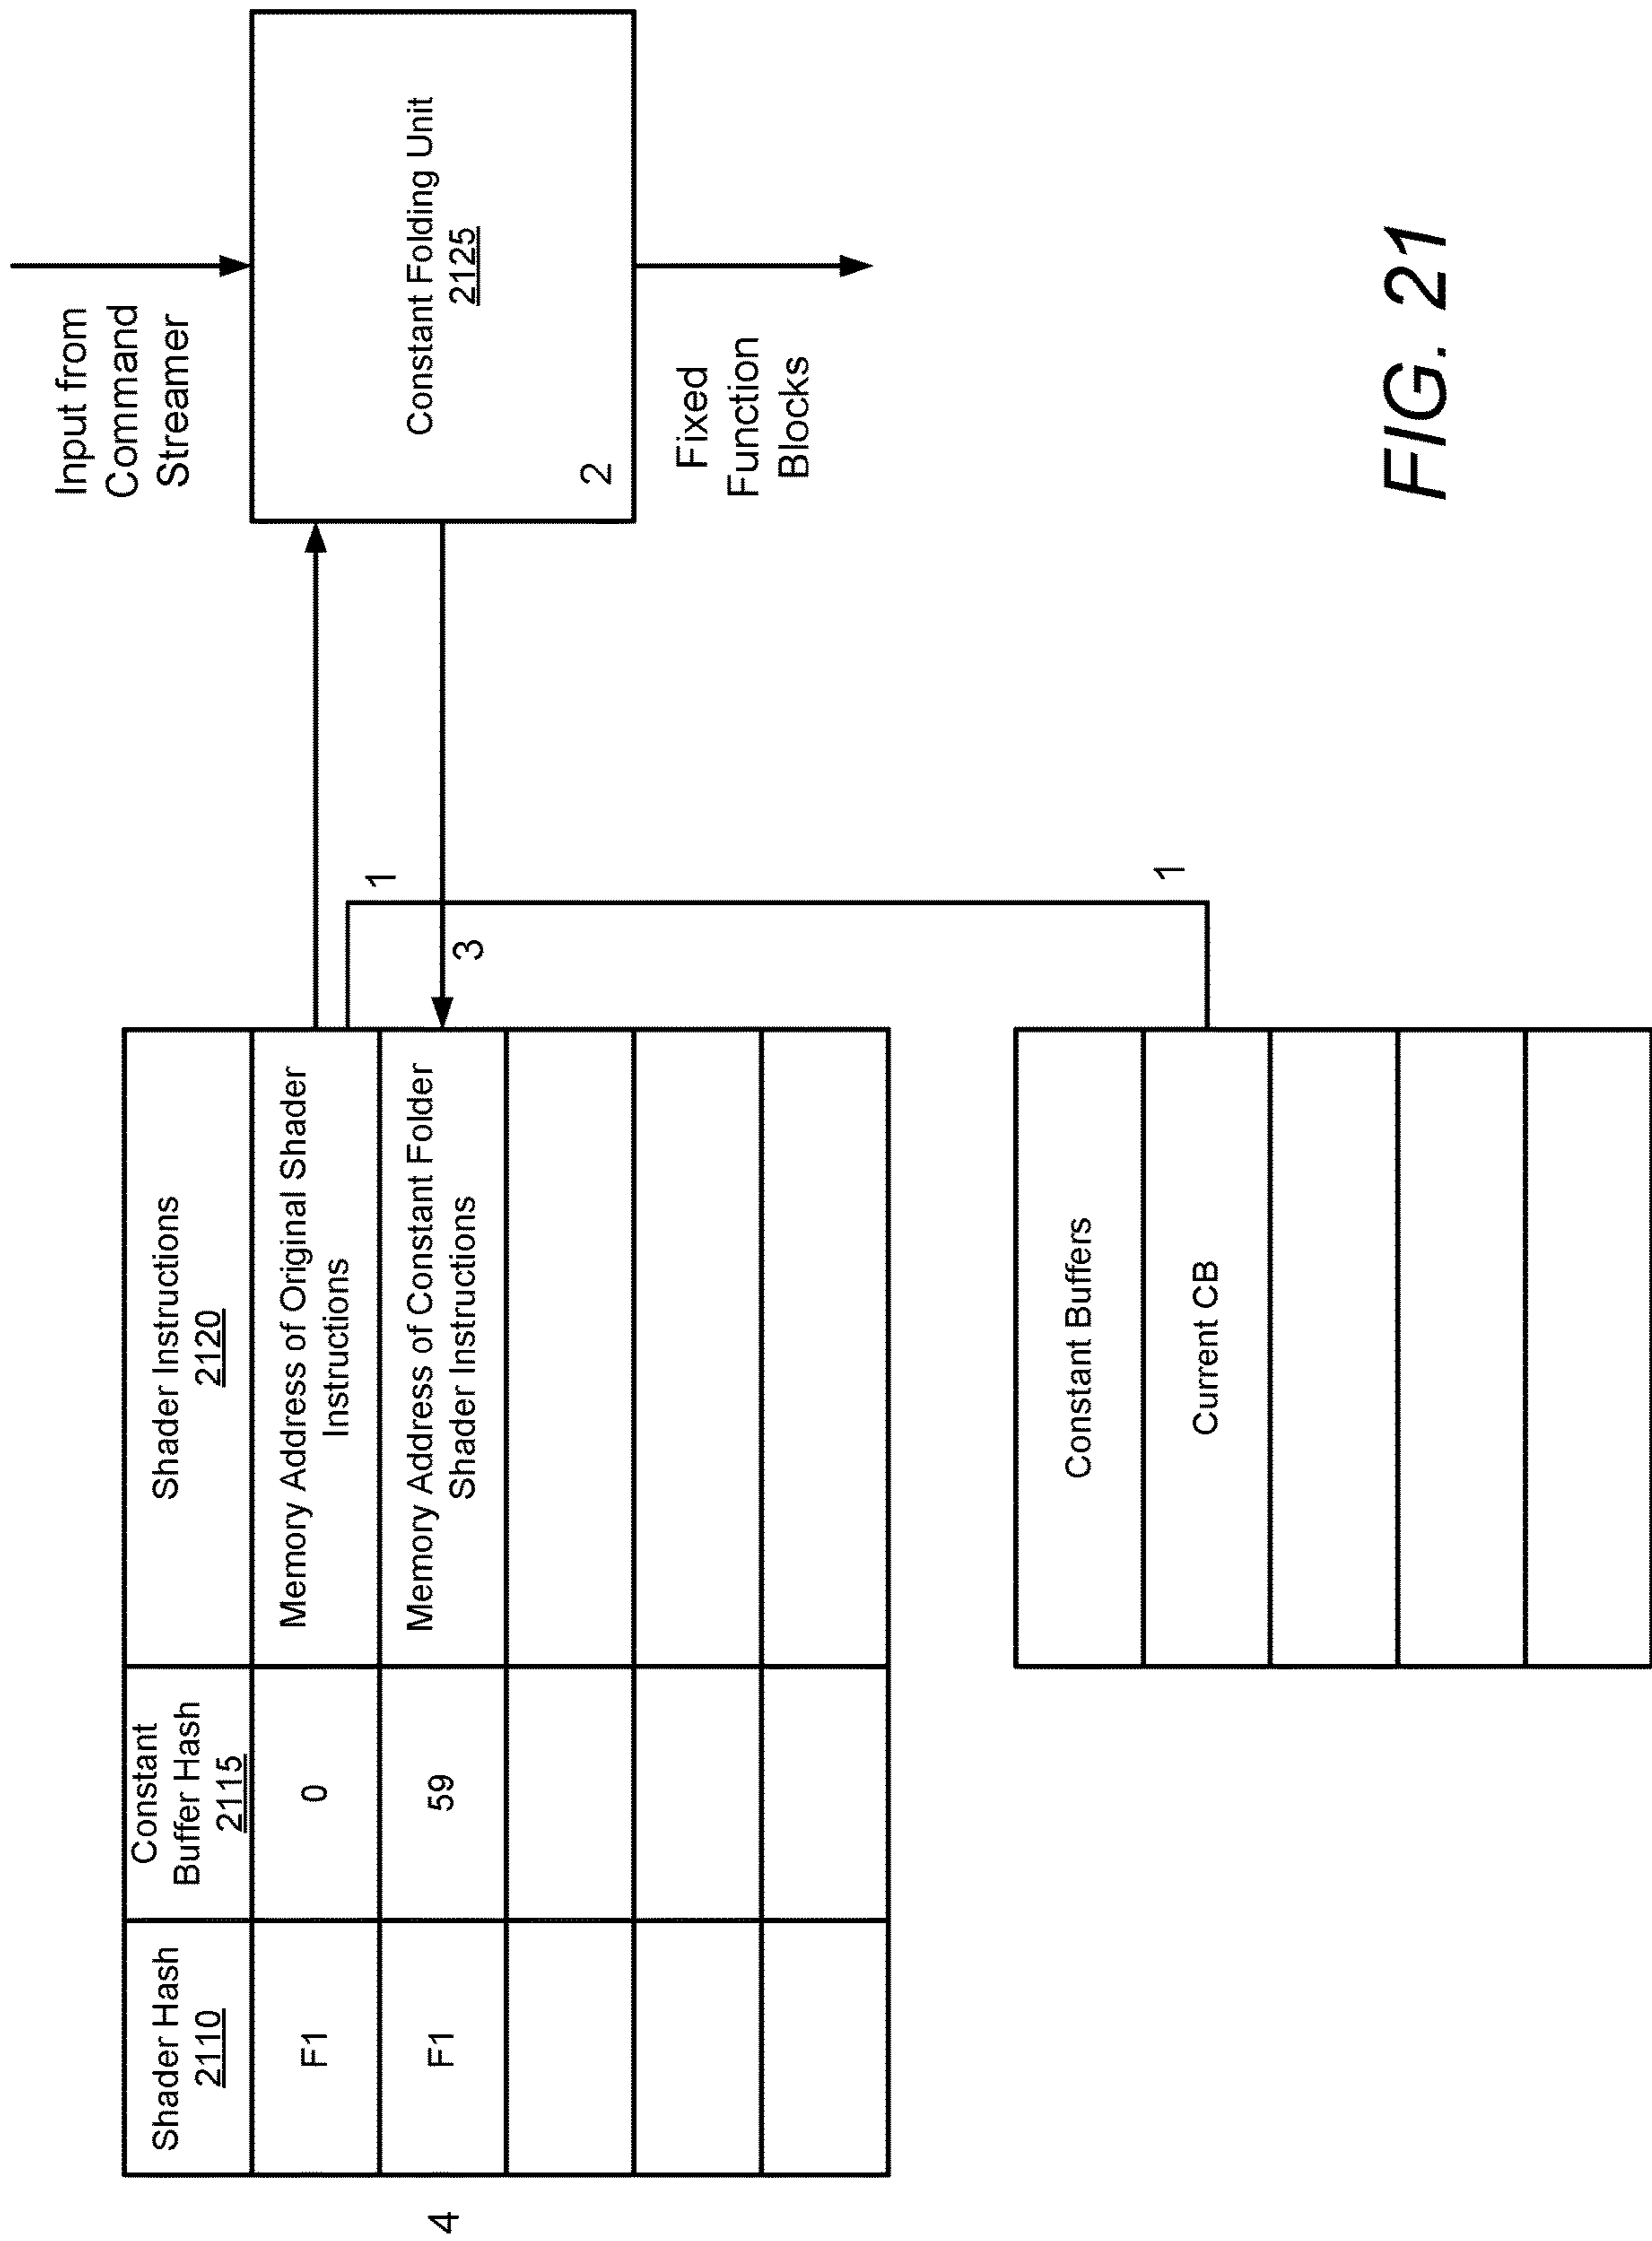 Shader Hash
2110
Constant
Buffer Hash
2115
Shader Instructions
2120
F1
0
Memory Address of Original Shader
Instructions
4
F1
59
Memory Address of Constant Folder
Shader Instructions
1
3
1
Input from
Command
Streamer
Constant Folding Unit
2125
2
Fixed
Function
Blocks
Constant Buffers
Current CB
FIG. 21